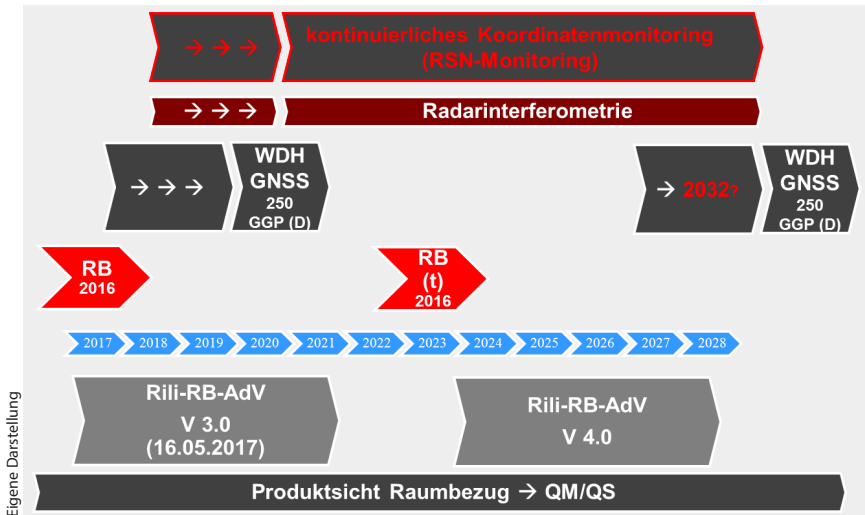 → → →
kontinuierliches Koordinatenmonitoring
(RSN-Monitoring)
→ → →
Radarinterferometrie
→ → →
WDH
GNSS
250
GGP (D)
→ 2032?
WDH
GNSS
250
GGP (D)
RB
2016
RB
(t)
2016
2017
2018
2019
2020
2021
2022
2023
2024
2025
2026
2027
2028
Rili-RB-AdV
V 3.0
(16.05.2017)
Rili-RB-AdV
V 4.0
Produktsicht Raumbezug → QM/QS
Eigene Darstellung